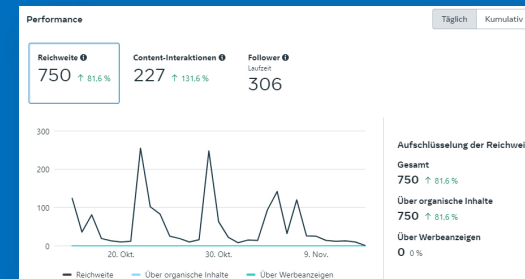 Performance
Täglich Kumulativ
Reichweite
750 ↑ 81,6 %
Content-Interaktionen
227 ↑ 131,6 %
Follower
Laufzeit
306
300
200
100
0
20. Okt. 30. Okt. 9. Nov.
Reichweite Über organische Inhalte Über Werbeanzeigen
Aufschlüsselung der Reichwei
Gesamt
750 ↑ 81,6 %
Über organische Inhalte
750 ↑ 81,6 %
Über Werbeanzeigen
0 0 %